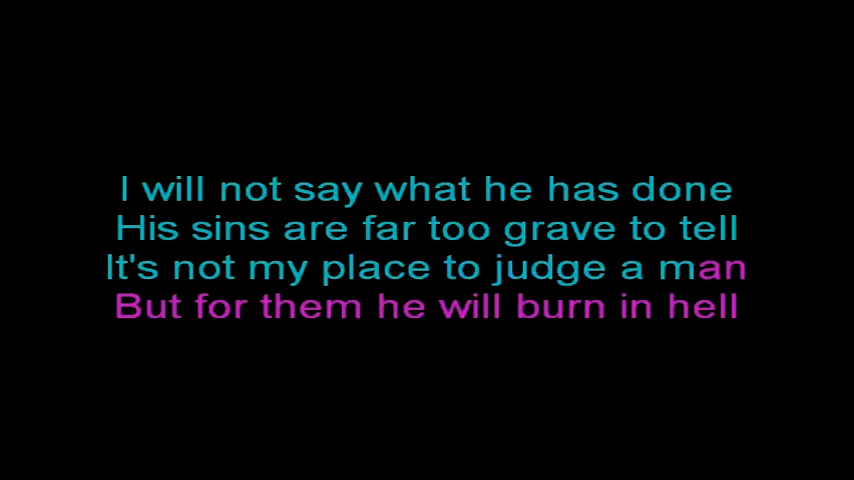 I will not say what he has done
His sins are far too grave to tell
It's not my place to judge a man
But for them he will burn in hell